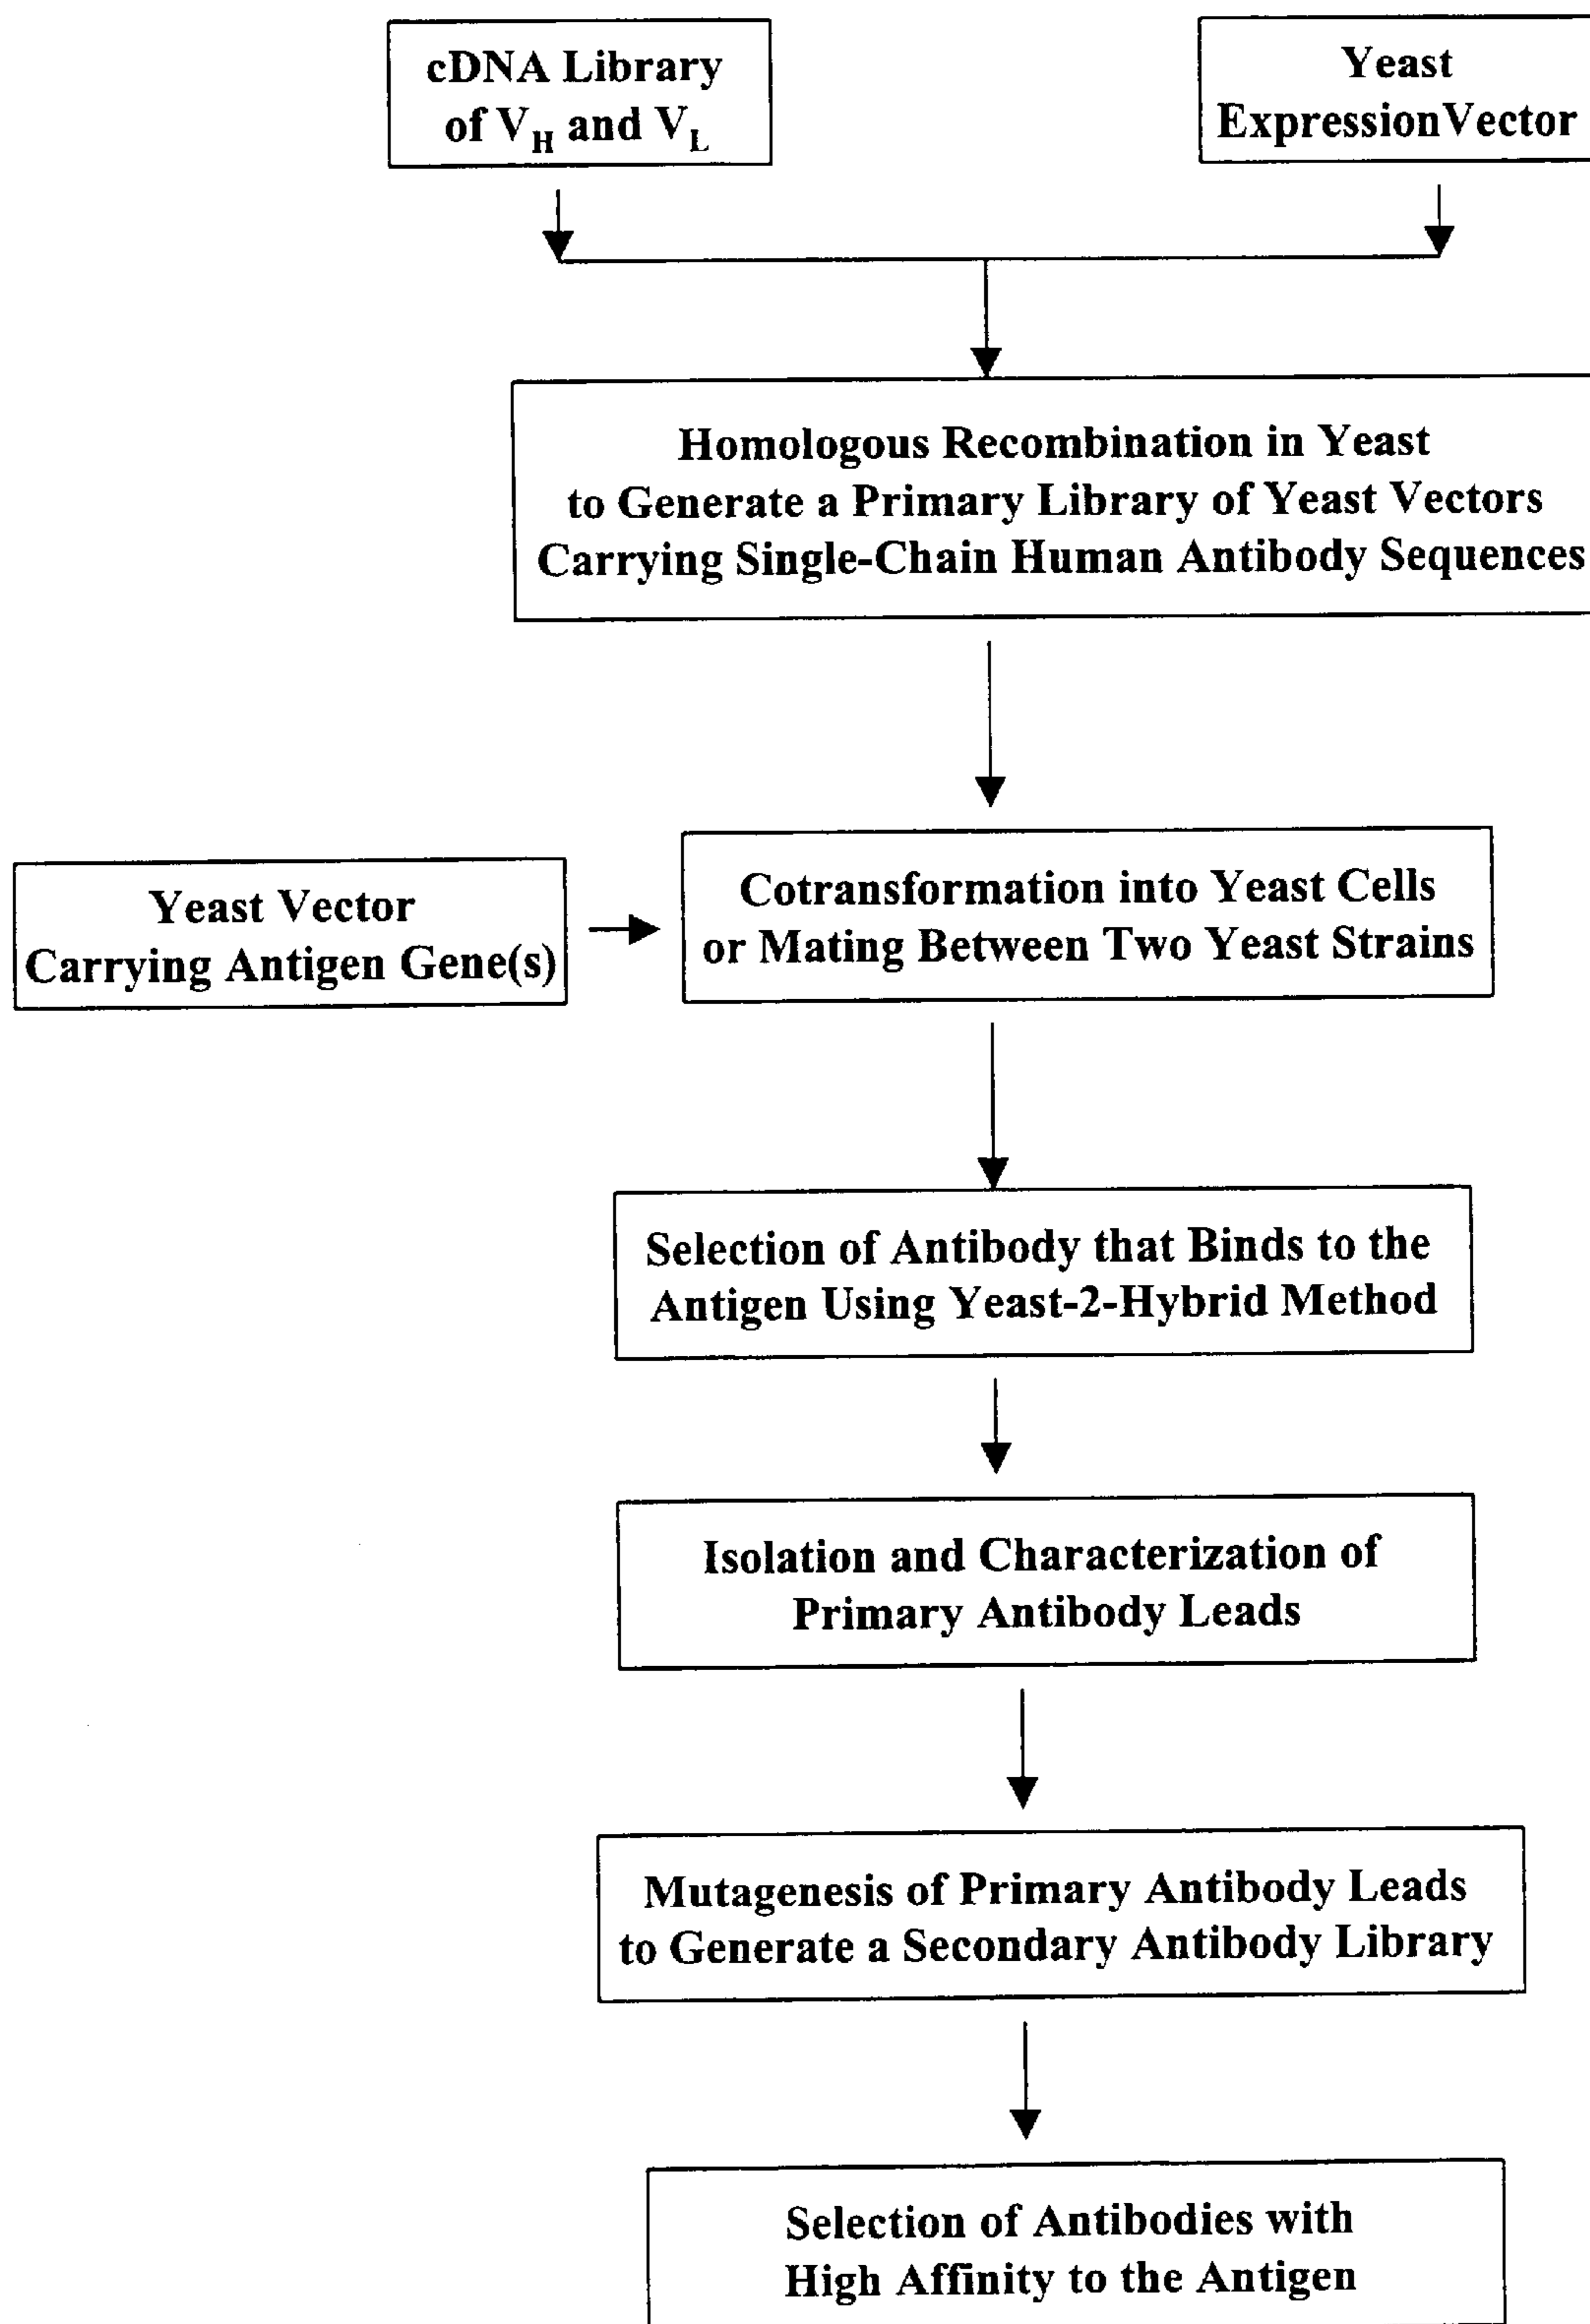 cDNA Library
of VH and VL
Yeast
ExpressionVector
Homologous Recombination in Yeast
to Generate a Primary Library of Yeast Vectors
Carrying Single-Chain Human Antibody Sequences
Yeast Vector
Carrying Antigen Gene(s)
Cotransformation into Yeast Cells
or Mating Between Two Yeast Strains
Selection of Antibody that Binds to the
Antigen Using Yeast-2-Hybrid Method
Isolation and Characterization of
Primary Antibody Leads
Mutagenesis of Primary Antibody Leads
to Generate a Secondary Antibody Library
Selection of Antibodies with
High Affinity to the Antigen